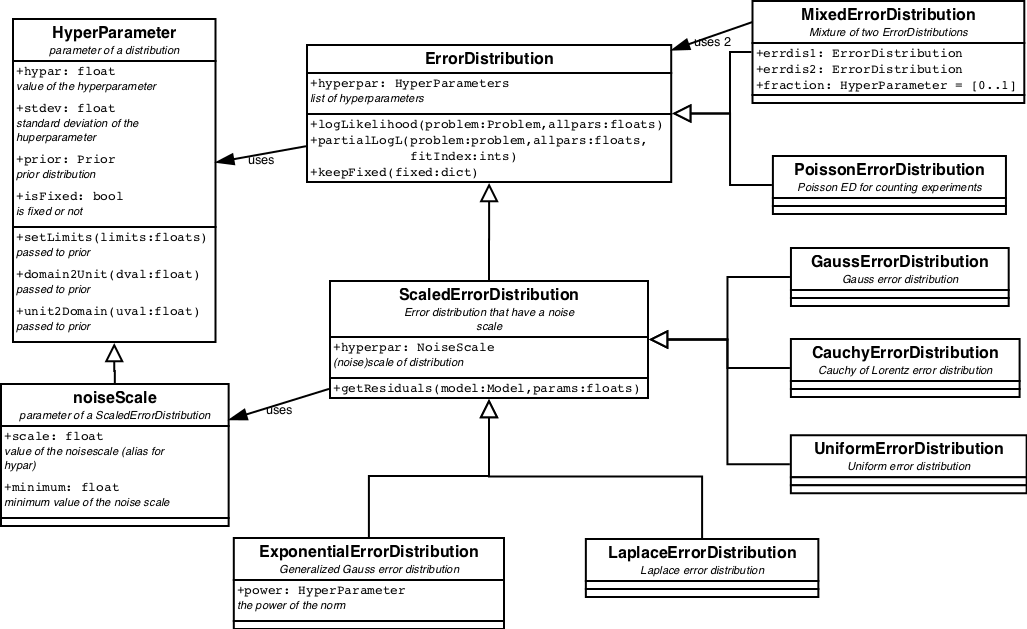 HyperParameter
parameter of a distribution
+hypar: float
value of the hyperparameter
+stdev: float
standard deviation of the
huperparameter
+prior: Prior
prior distribution
+isFixed: bool
is fixed or not
+setLimits(limits:floats)
passed to prior
+domain2Unit(dval:float)
passed to prior
+unit2Domain(uval:float)
passed to prior
noiseScale
parameter of a ScaledErrorDistribution
+scale: float
value of the noisescale (alias for
hypar)
+minimum: float
minimum value of the noise scale
uses
uses
ErrorDistribution
+hyperpar: HyperParameters
list of hyperparameters
+logLikelihood(problem:Problem,allpars:floats)
+partialLogL(problem:problem,allpars:floats,
fitIndex:ints)
+keepFixed(fixed:dict)
ScaledErrorDistribution
Error distribution that have a noise
scale
+hyperpar: NoiseScale
(noise)scale of distribution
+getResiduals(model:Model,params:floats)
ExponentialErrorDistribution
Generalized Gauss error distribution
+power: HyperParameter
the power of the norm
LaplaceErrorDistribution
Laplace error distribution
uses 2
MixedErrorDistribution
Mixture of two ErrorDistributions
+errdis1: ErrorDistribution
+errdis2: ErrorDistribution
+fraction: HyperParameter = [0..1]
PoissonErrorDistribution
Poisson ED for counting experiments
GaussErrorDistribution
Gauss error distribution
CauchyErrorDistribution
Cauchy of Lorentz error distribution
UniformErrorDistribution
Uniform error distribution